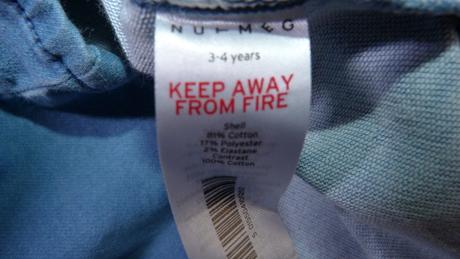 NUTMEG
3-4 years
KEEP AWAY
FROM FIRE
Shell
81% Cotton
17% Polyester
2% Elastane
Contrast
100% Cotton